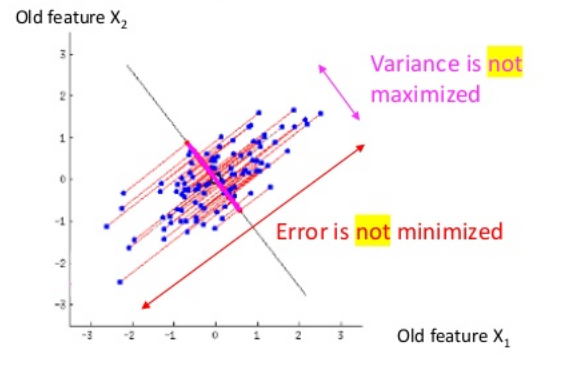 Old feature X₂
Variance is not
maximized
Error is not minimized
3
2
1
0
-1
-2
-3
-3
-2
-1
0
1
2
3
Old feature X₁